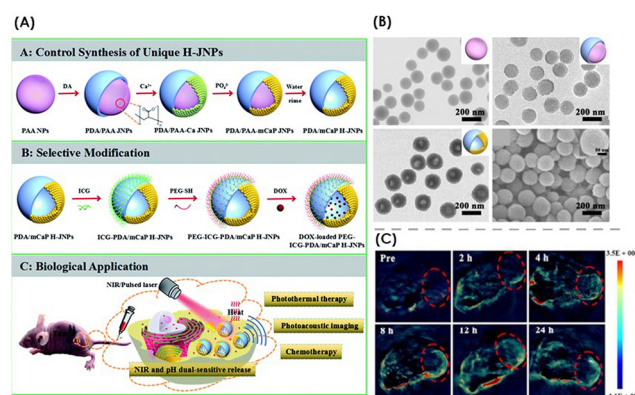 (A)
A: Control Synthesis of Unique H-JNPs
DA
Ca²⁺
PO₄³⁻
Water
rinse
PAA NPs
PDA/PAA JNPs
PDA/PAA-Ca JNPs
PDA/PAA-mCaP JNPs
PDA/mCaP H-JNPs
B: Selective Modification
ICG
PEG-SH
DOX
PDA/mCaP H-JNPs
ICG-PDA/mCaP H-JNPs
PEG-ICG-PDA/mCaP H-JNPs
DOX-loaded PEG-
ICG-PDA/mCaP H-JNPs
C: Biological Application
NIR/Pulsed laser
Heat
Photothermal therapy
Photoacoustic imaging
Chemotherapy
NIR and pH dual-sensitive release
(B)
200 nm
200 nm
200 nm
200 nm
(C)
Pre
2 h
4 h
8 h
12 h
24 h